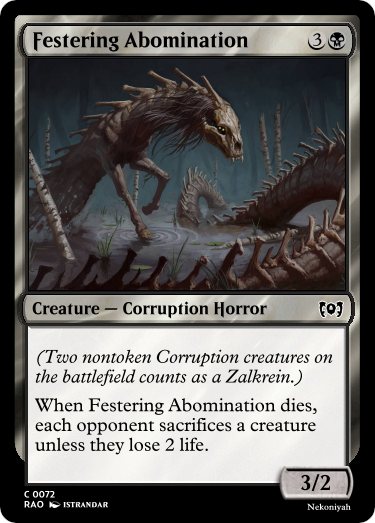 Festering Abomination 3
Creature — Corruption Horror
(Two nontoken Corruption creatures on
the battlefield counts as a Zalkrein.)
When Festering Abomination dies,
each opponent sacrifices a creature
unless they lose 2 life.
3/2
C 0072
RAO ISTRANDAR
Nekoniyah